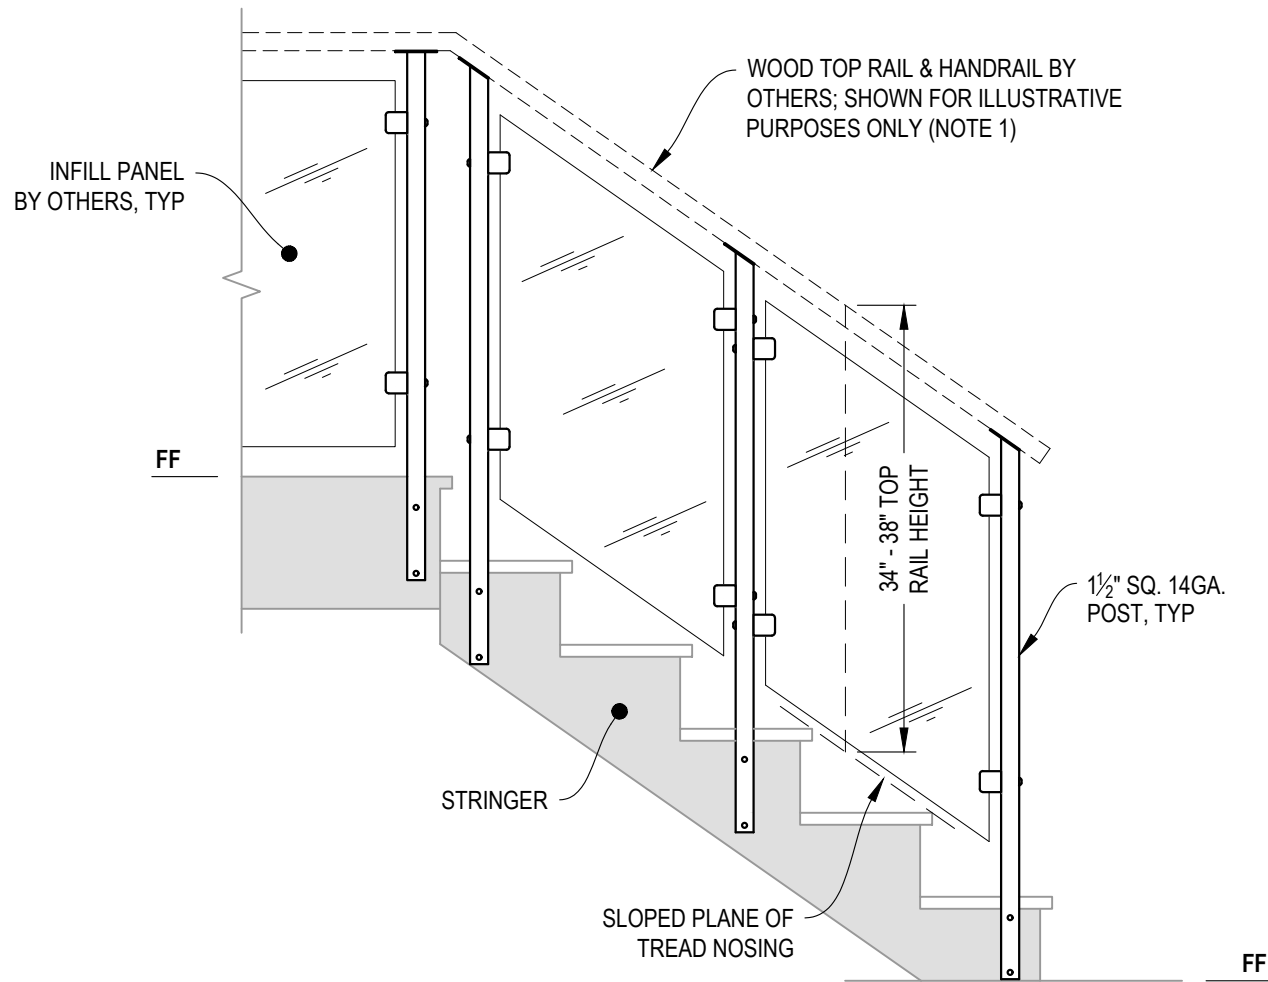 WOOD TOP RAIL & HANDRAIL BY
OTHERS; SHOWN FOR ILLUSTRATIVE
PURPOSES ONLY (NOTE 1)
INFILL PANEL
BY OTHERS, TYP
FF
34" - 38" TOP
RAIL HEIGHT
1½" SQ. 14GA.
POST, TYP
STRINGER
SLOPED PLANE OF
TREAD NOSING
FF